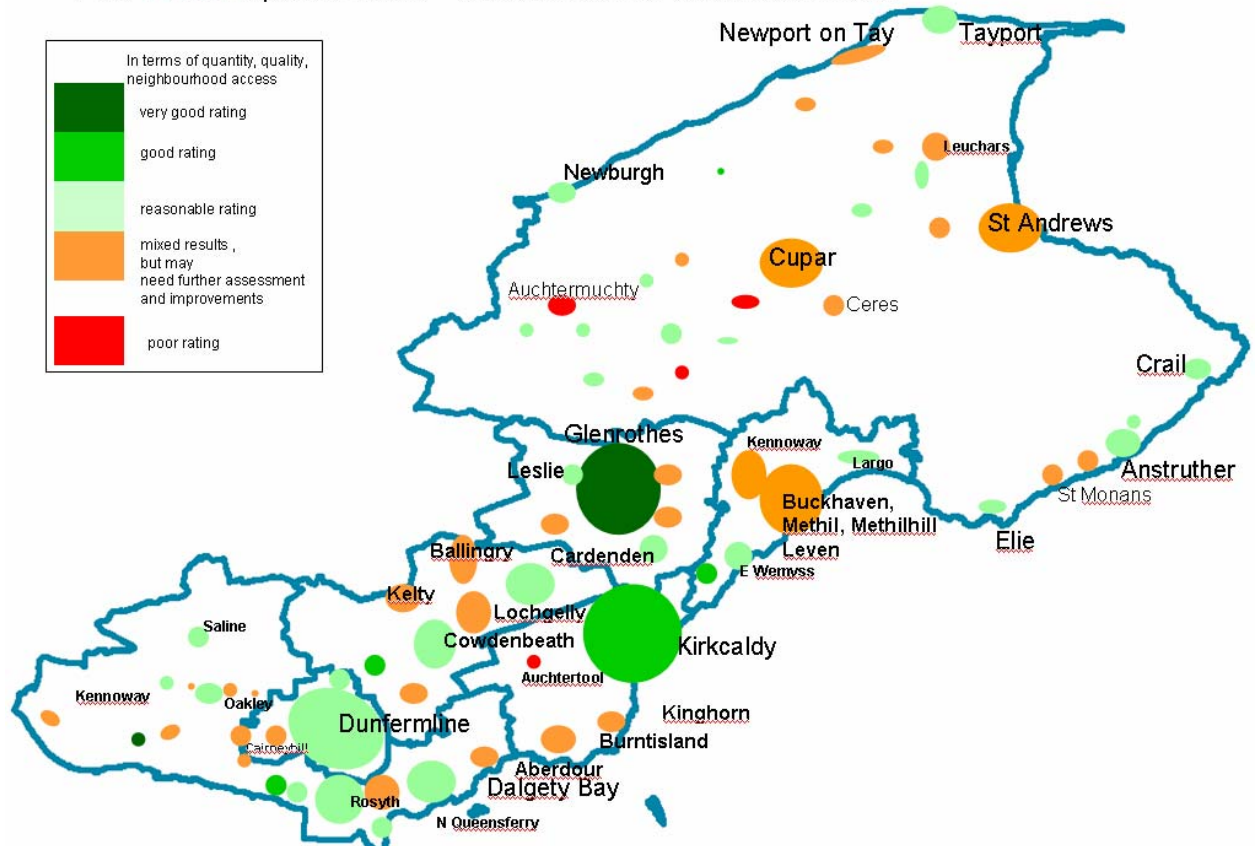 In terms of quantity, quality,
neighbourhood access
very good rating
good rating
reasonable rating
mixed results ,
but may
need further assessment
and improvements
poor rating
Newport on Tay
Tayport
Leuchars
Newburgh
St Andrews
Cupar
Auchtermuchty
Ceres
Crail
Glenrothes
Kennoway
Leslie
Largo
Anstruther
St Monans
Buckhaven,
Methil, Methilhill
Leven
Elie
Ballingry
Cardenden
E Wemyss
Kelty
Lochgelly
Saline
Cowdenbeath
Kirkcaldy
Auchtertool
Kennoway
Oakley
Kinghorn
Dunfermline
Burntisland
Cairneyhill
Aberdour
Dalgety Bay
Rosyth
N Queensferry